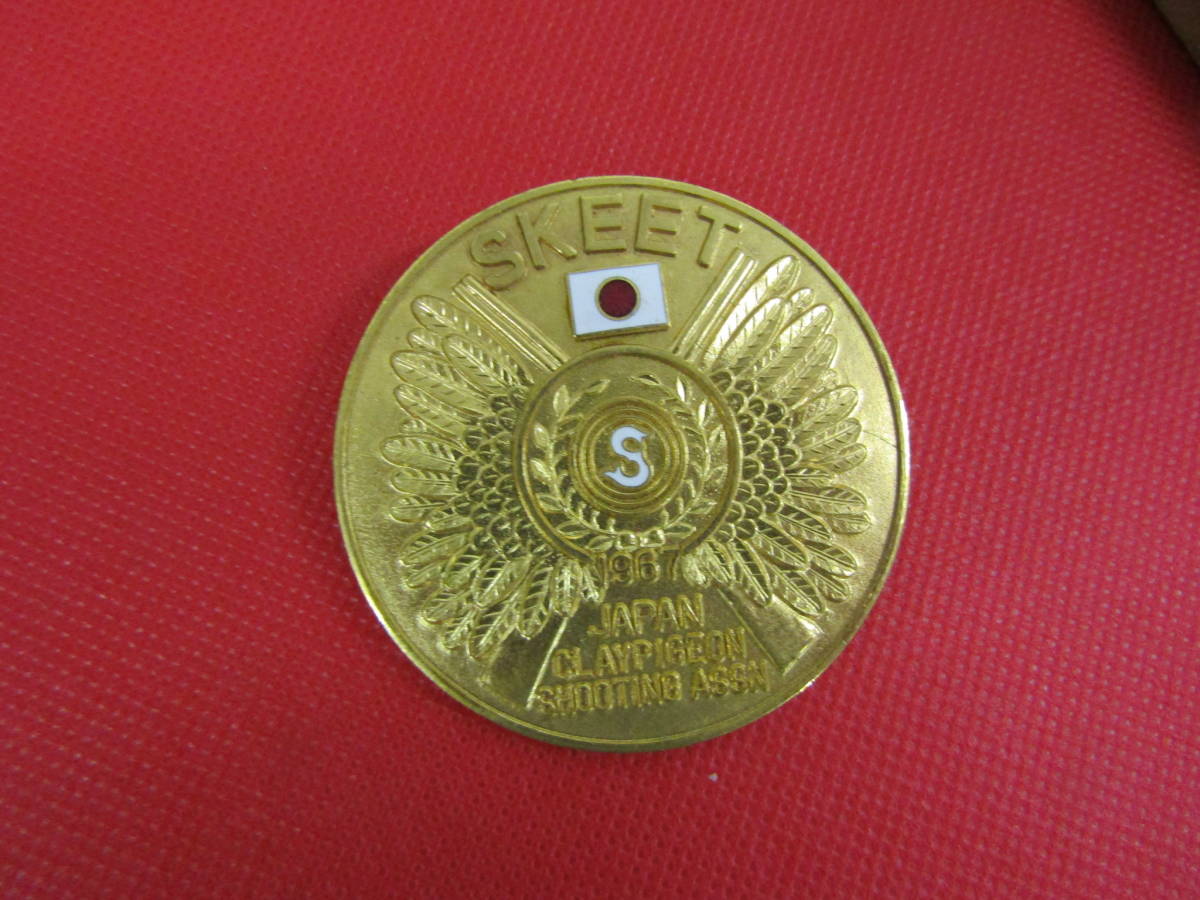 SKEET
S
1967
JAPAN
CLAYPIGEON
SHOOTING ASSN